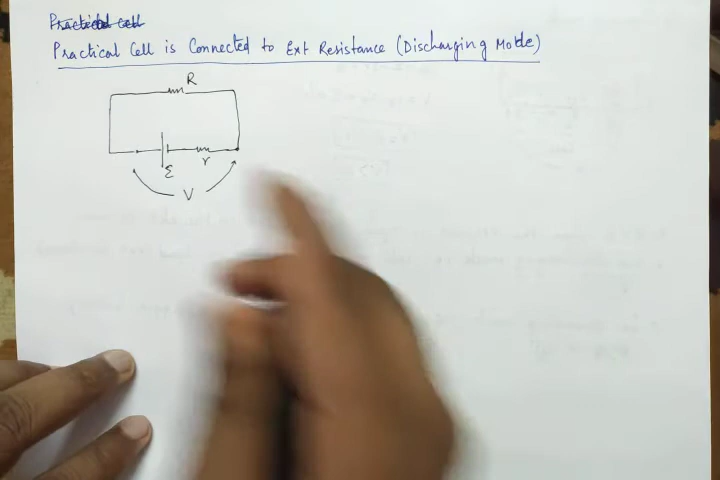 Practical cell
Practical Cell is Connected to Ext Resistance (Discharging Mode)
R
Σ
r
V